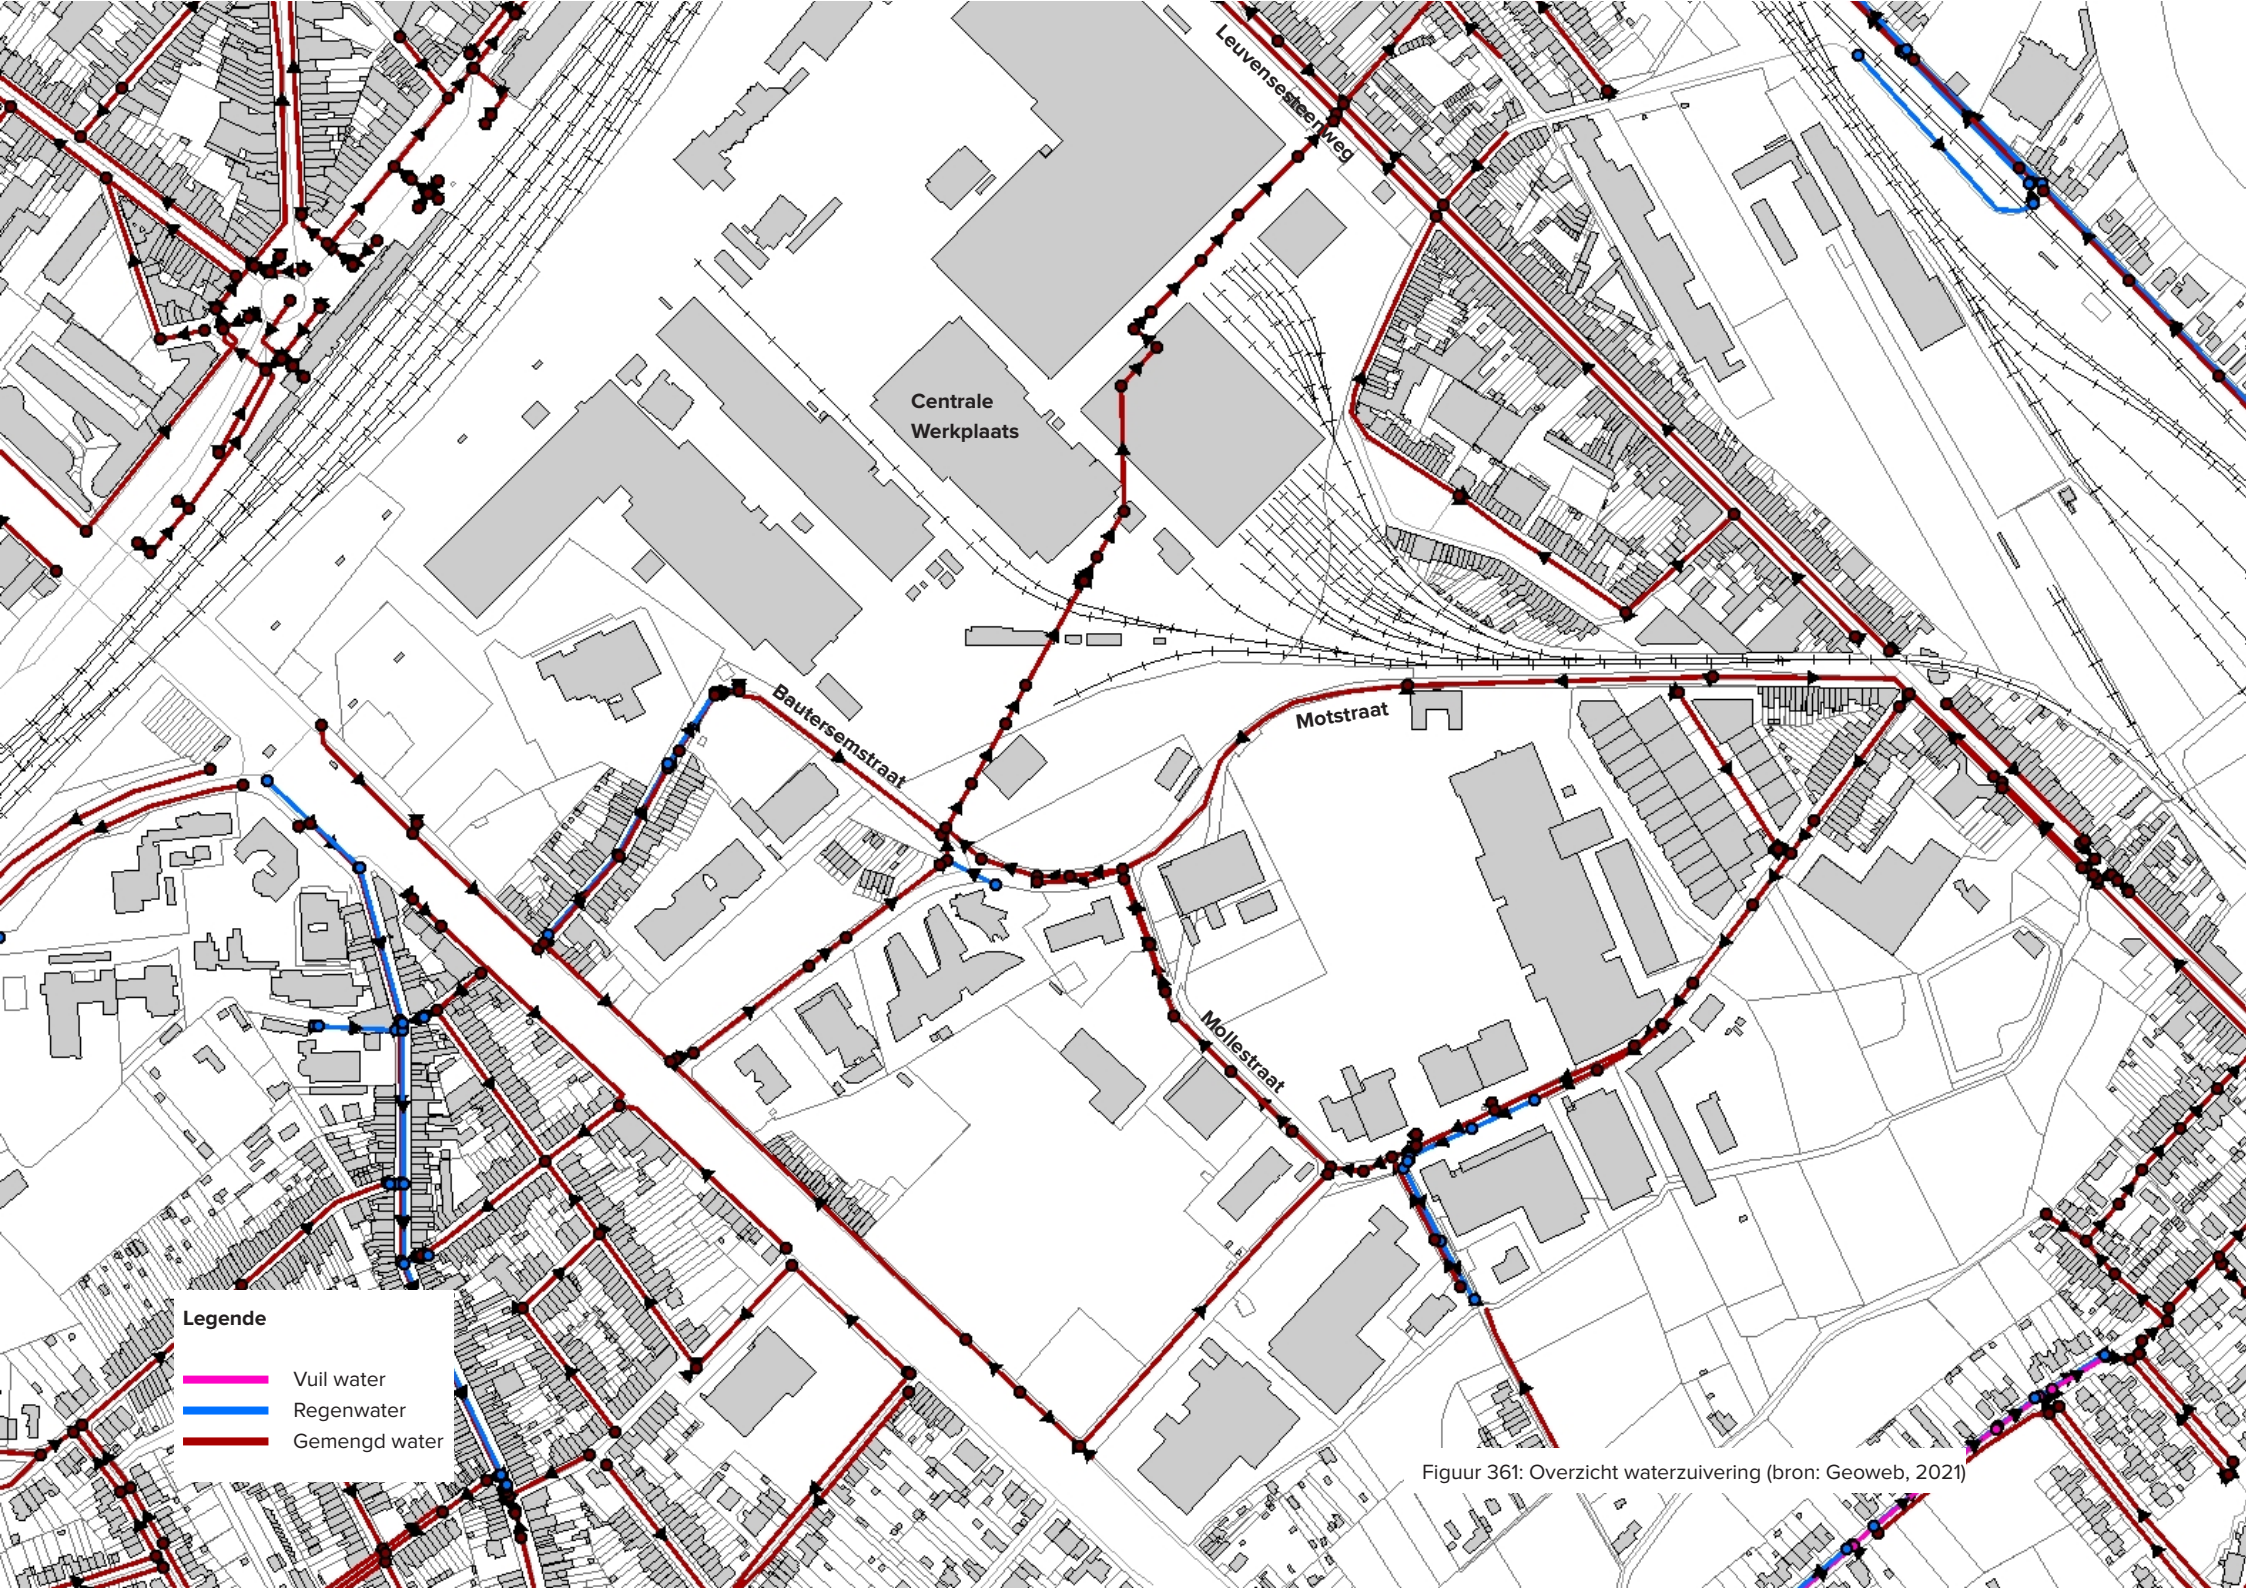 Leuvensesteenweg
Centrale
Werkplaats
Bautersemstraat
Motstraat
Mollestraat
Legende
Vuil water
Regenwater
Gemengd water
Figuur 361: Overzicht waterzuivering (bron: Geoweb, 2021)